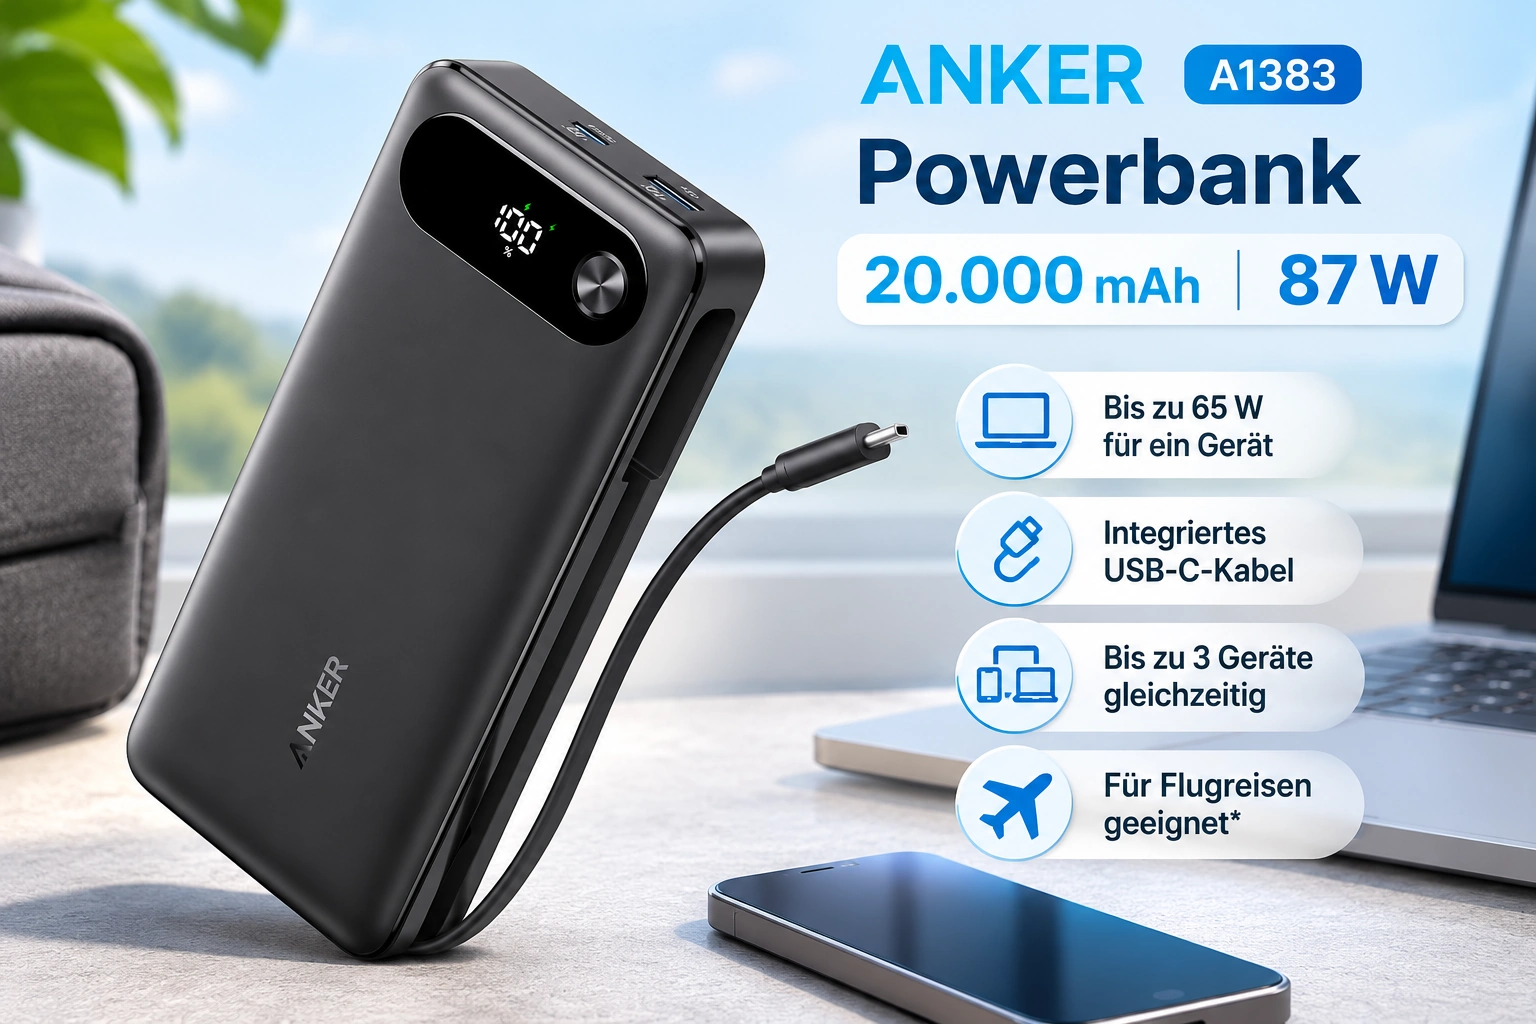 ANKER A1383
Powerbank
20.000 mAh | 87 W
Bis zu 65 W
für ein Gerät
Integriertes
USB-C-Kabel
Bis zu 3 Geräte
gleichzeitig
Für Flugreisen
geeignet*
100
%
ANKER